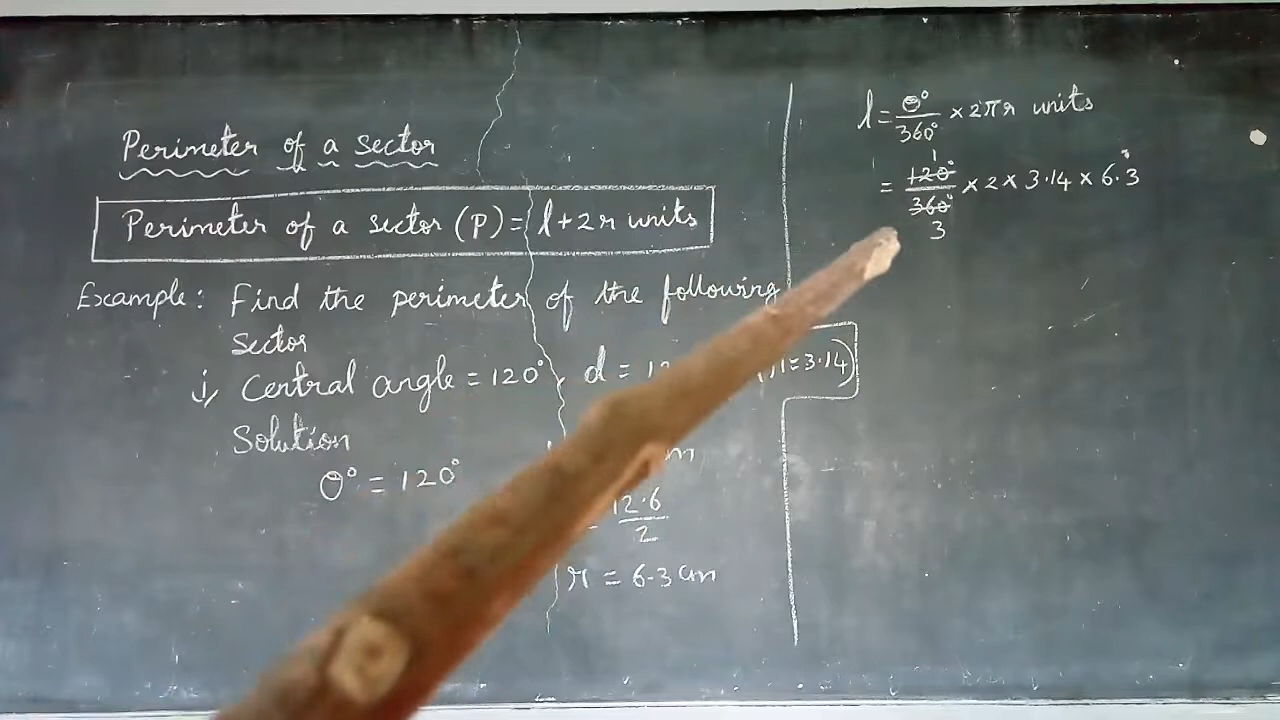 Perimeter of a sector
Perimeter of a sector (P) = l + 2r units
Example: Find the perimeter of the following
sector
i) Central angle = 120°, d = 12 (π = 3.14)
Solution
θ° = 120°
m
= 12.6/2
r = 6.3 cm
l = θ°/360° × 2πr units
= 120°/360° × 2 × 3.14 × 6.3
1
3